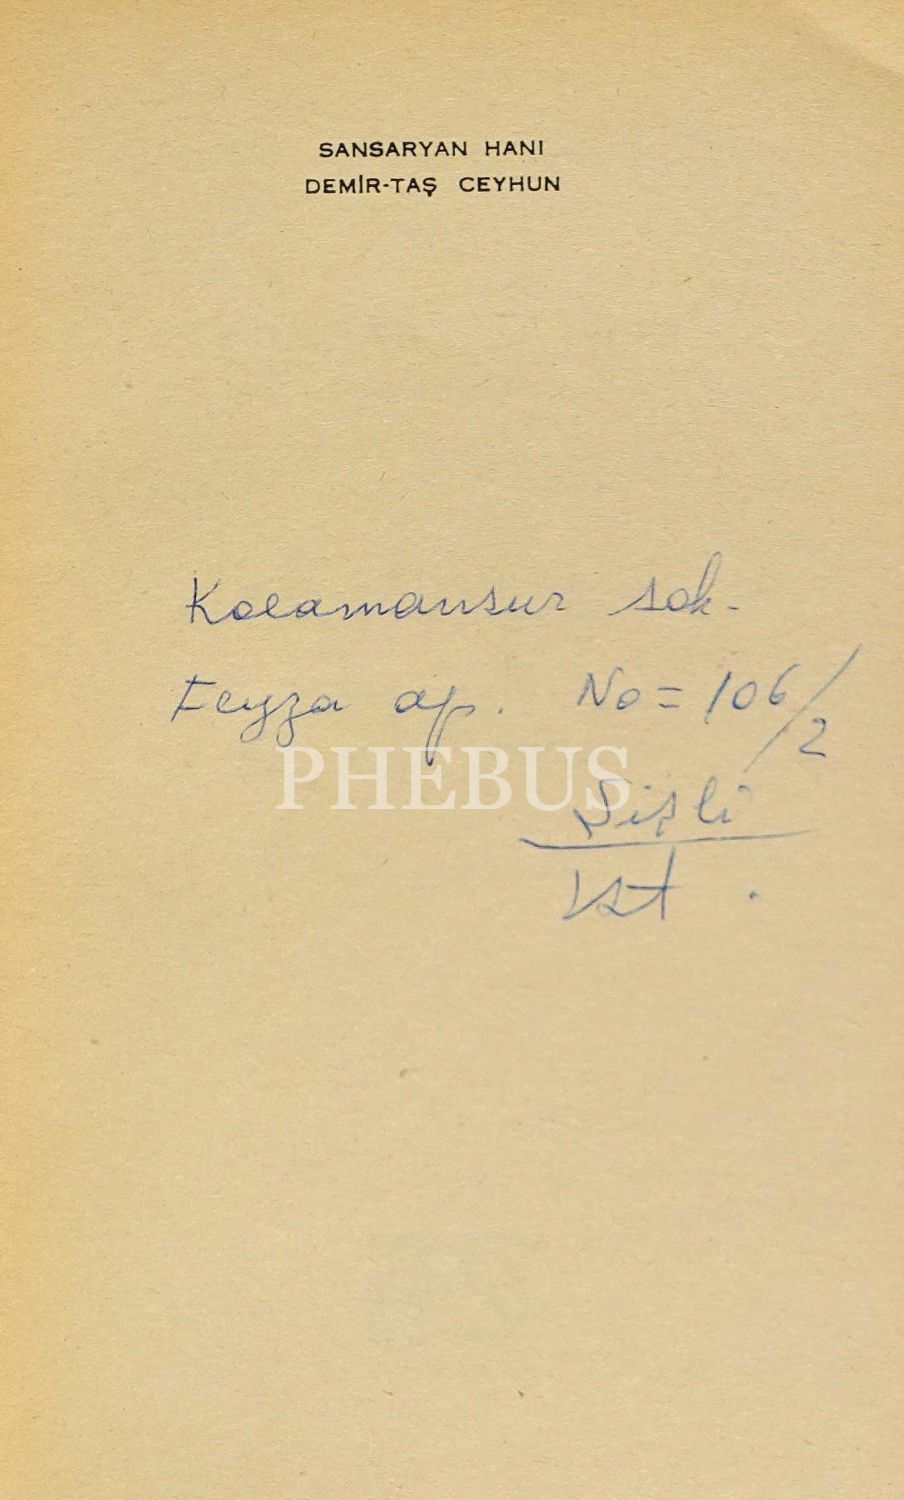 SANSARYAN HANI
DEMİR-TAŞ CEYHUN
Kocamansur sok.
Feyza ap. No = 106/2
PHEBUS
Şişli
İst.